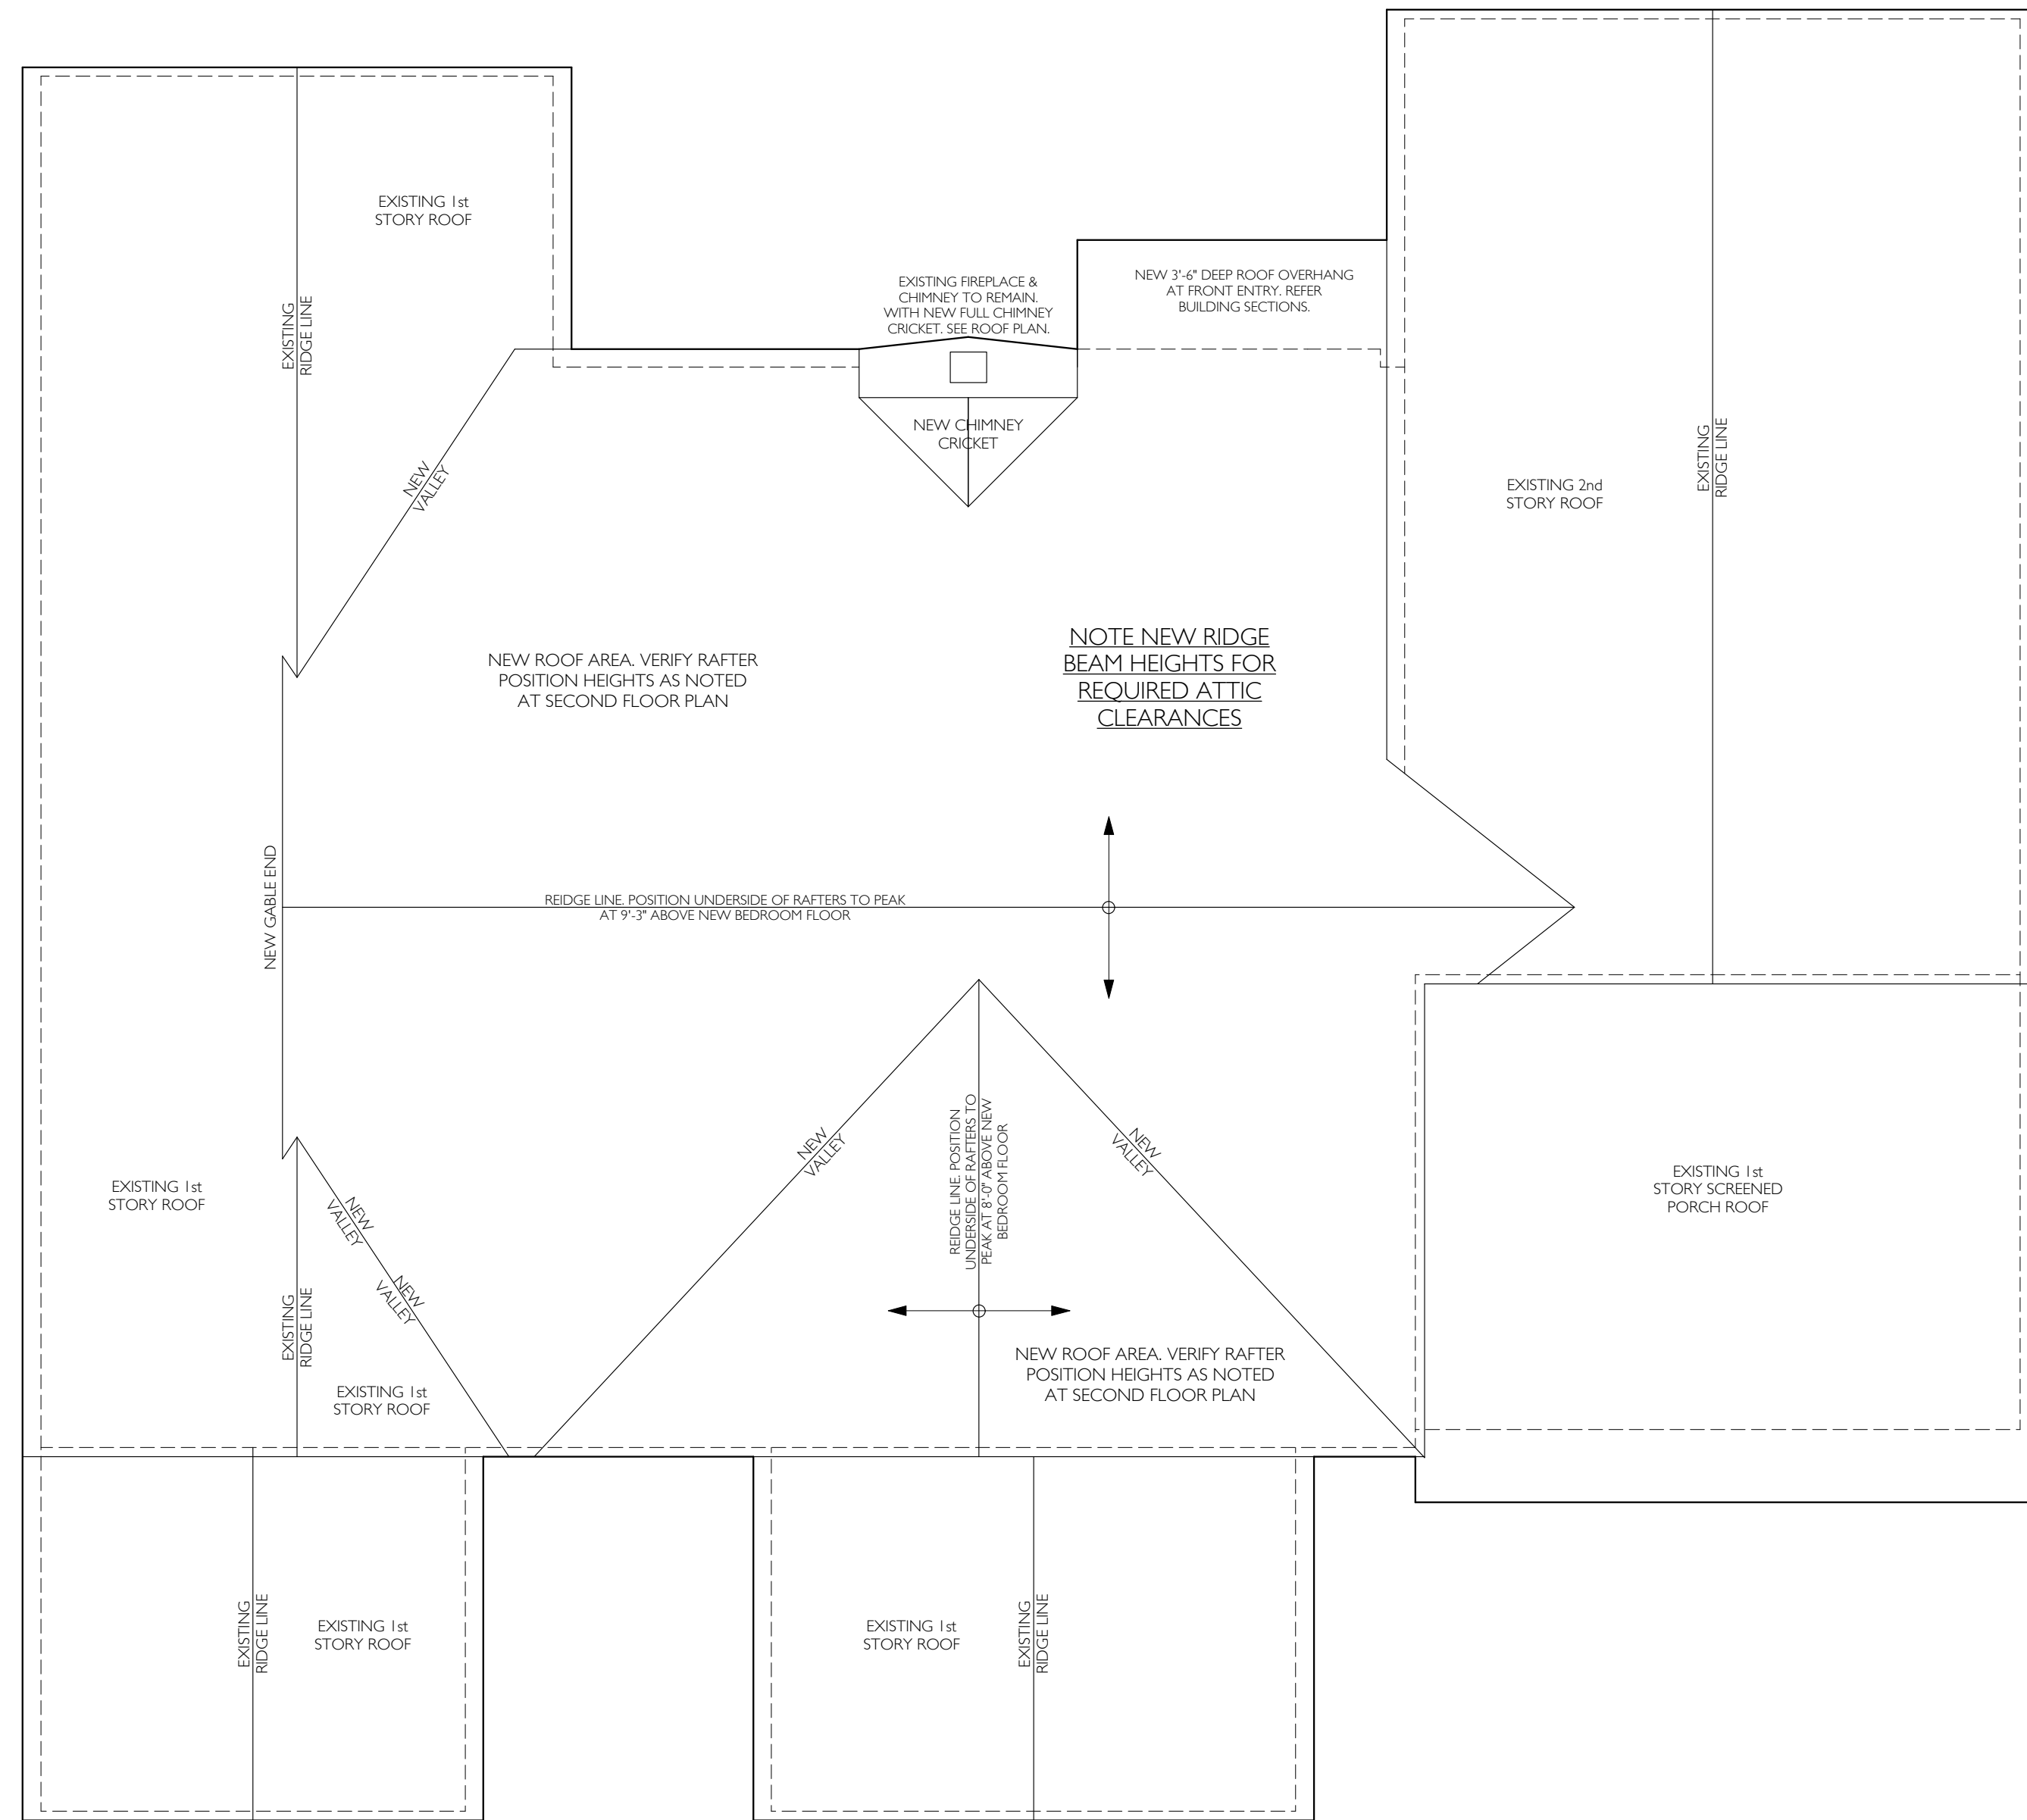 EXISTING 1st
STORY ROOF
EXISTING
RIDGE LINE
EXISTING FIREPLACE &
CHIMNEY TO REMAIN.
WITH NEW FULL CHIMNEY
CRICKET. SEE ROOF PLAN.
NEW 3'-6" DEEP ROOF OVERHANG
AT FRONT ENTRY. REFER
BUILDING SECTIONS.
NEW CHIMNEY
CRICKET
NEW
VALLEY
EXISTING 2nd
STORY ROOF
EXISTING
RIDGE LINE
NEW ROOF AREA. VERIFY RAFTER
POSITION HEIGHTS AS NOTED
AT SECOND FLOOR PLAN
NOTE NEW RIDGE
BEAM HEIGHTS FOR
REQUIRED ATTIC
CLEARANCES
NEW GABLE END
REIDGE LINE. POSITION UNDERSIDE OF RAFTERS TO PEAK
AT 9'-3" ABOVE NEW BEDROOM FLOOR
NEW
VALLEY
REIDGE LINE. POSITION
UNDERSIDE OF RAFTERS TO
PEAK AT 8'-0" ABOVE NEW
BEDROOM FLOOR
NEW
VALLEY
EXISTING 1st
STORY ROOF
NEW
VALLEY
NEW
VALLEY
EXISTING 1st
STORY SCREENED
PORCH ROOF
EXISTING
RIDGE LINE
EXISTING 1st
STORY ROOF
NEW ROOF AREA. VERIFY RAFTER
POSITION HEIGHTS AS NOTED
AT SECOND FLOOR PLAN
EXISTING
RIDGE LINE
EXISTING 1st
STORY ROOF
EXISTING 1st
STORY ROOF
EXISTING
RIDGE LINE